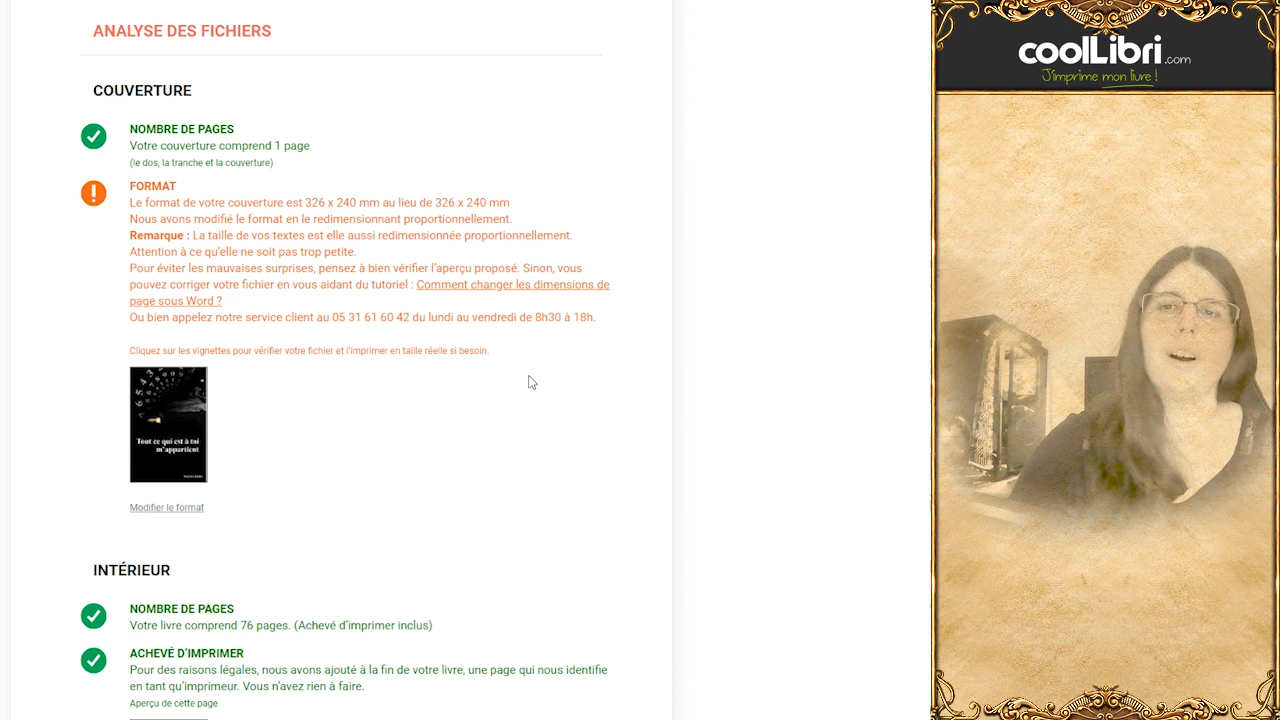 ANALYSE DES FICHIERS
COUVERTURE
NOMBRE DE PAGES
Votre couverture comprend 1 page
(le dos, la tranche et la couverture)
FORMAT
Le format de votre couverture est 326 x 240 mm au lieu de 326 x 240 mm
Nous avons modifié le format en le redimensionnant proportionnellement.
Remarque : La taille de vos textes est elle aussi redimensionnée proportionnellement.
Attention à ce qu'elle ne soit pas trop petite.
Pour éviter les mauvaises surprises, pensez à bien vérifier l'aperçu proposé. Sinon, vous
pouvez corriger votre fichier en vous aidant du tutoriel : Comment changer les dimensions de
page sous Word ?
Ou bien appelez notre service client au 05 31 61 60 42 du lundi au vendredi de 8h30 à 18h.
Cliquez sur les vignettes pour vérifier votre fichier et l'imprimer en taille réelle si besoin.
Tout ce qui est à toi
m'appartient
Modifier le format
INTÉRIEUR
NOMBRE DE PAGES
Votre livre comprend 76 pages. (Achevé d'imprimer inclus)
ACHEVÉ D'IMPRIMER
Pour des raisons légales, nous avons ajouté à la fin de votre livre, une page qui nous identifie
en tant qu'imprimeur. Vous n'avez rien à faire.
Aperçu de cette page
coolLibri.com
J'imprime mon livre !